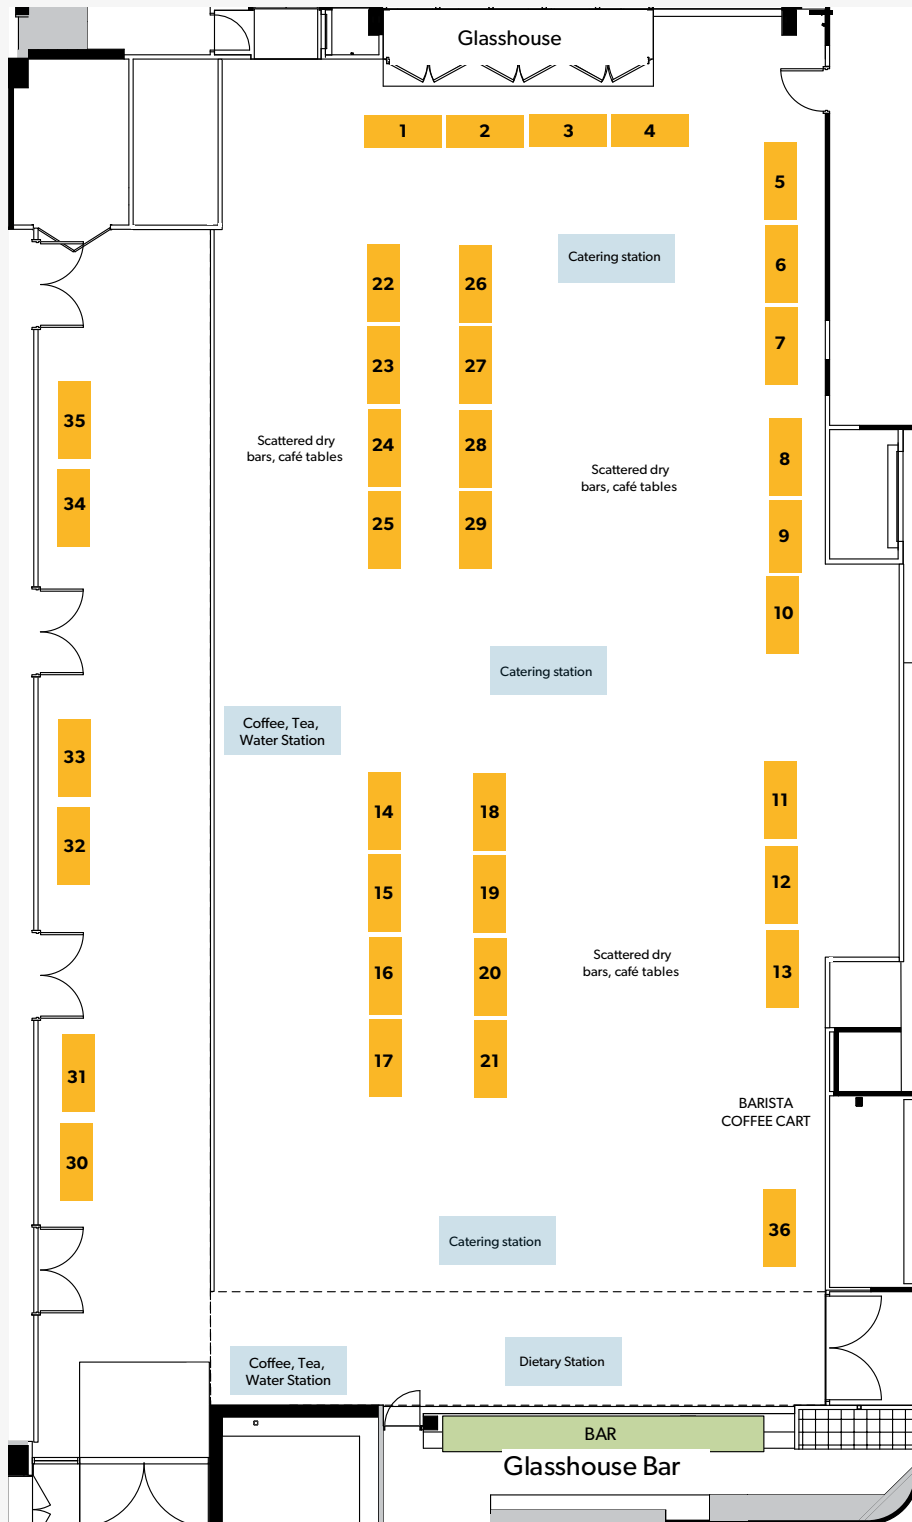 Glasshouse
1
2
3
4
5
22
26
Catering station
6
23
27
7
35
24
28
8
Scattered dry
bars, café tables
Scattered dry
bars, café tables
34
25
29
9
10
Catering station
Coffee, Tea,
Water Station
33
14
18
11
32
15
19
12
16
20
Scattered dry
bars, café tables
13
31
17
21
BARISTA
COFFEE CART
30
36
Catering station
Coffee, Tea,
Water Station
Dietary Station
BAR
Glasshouse Bar